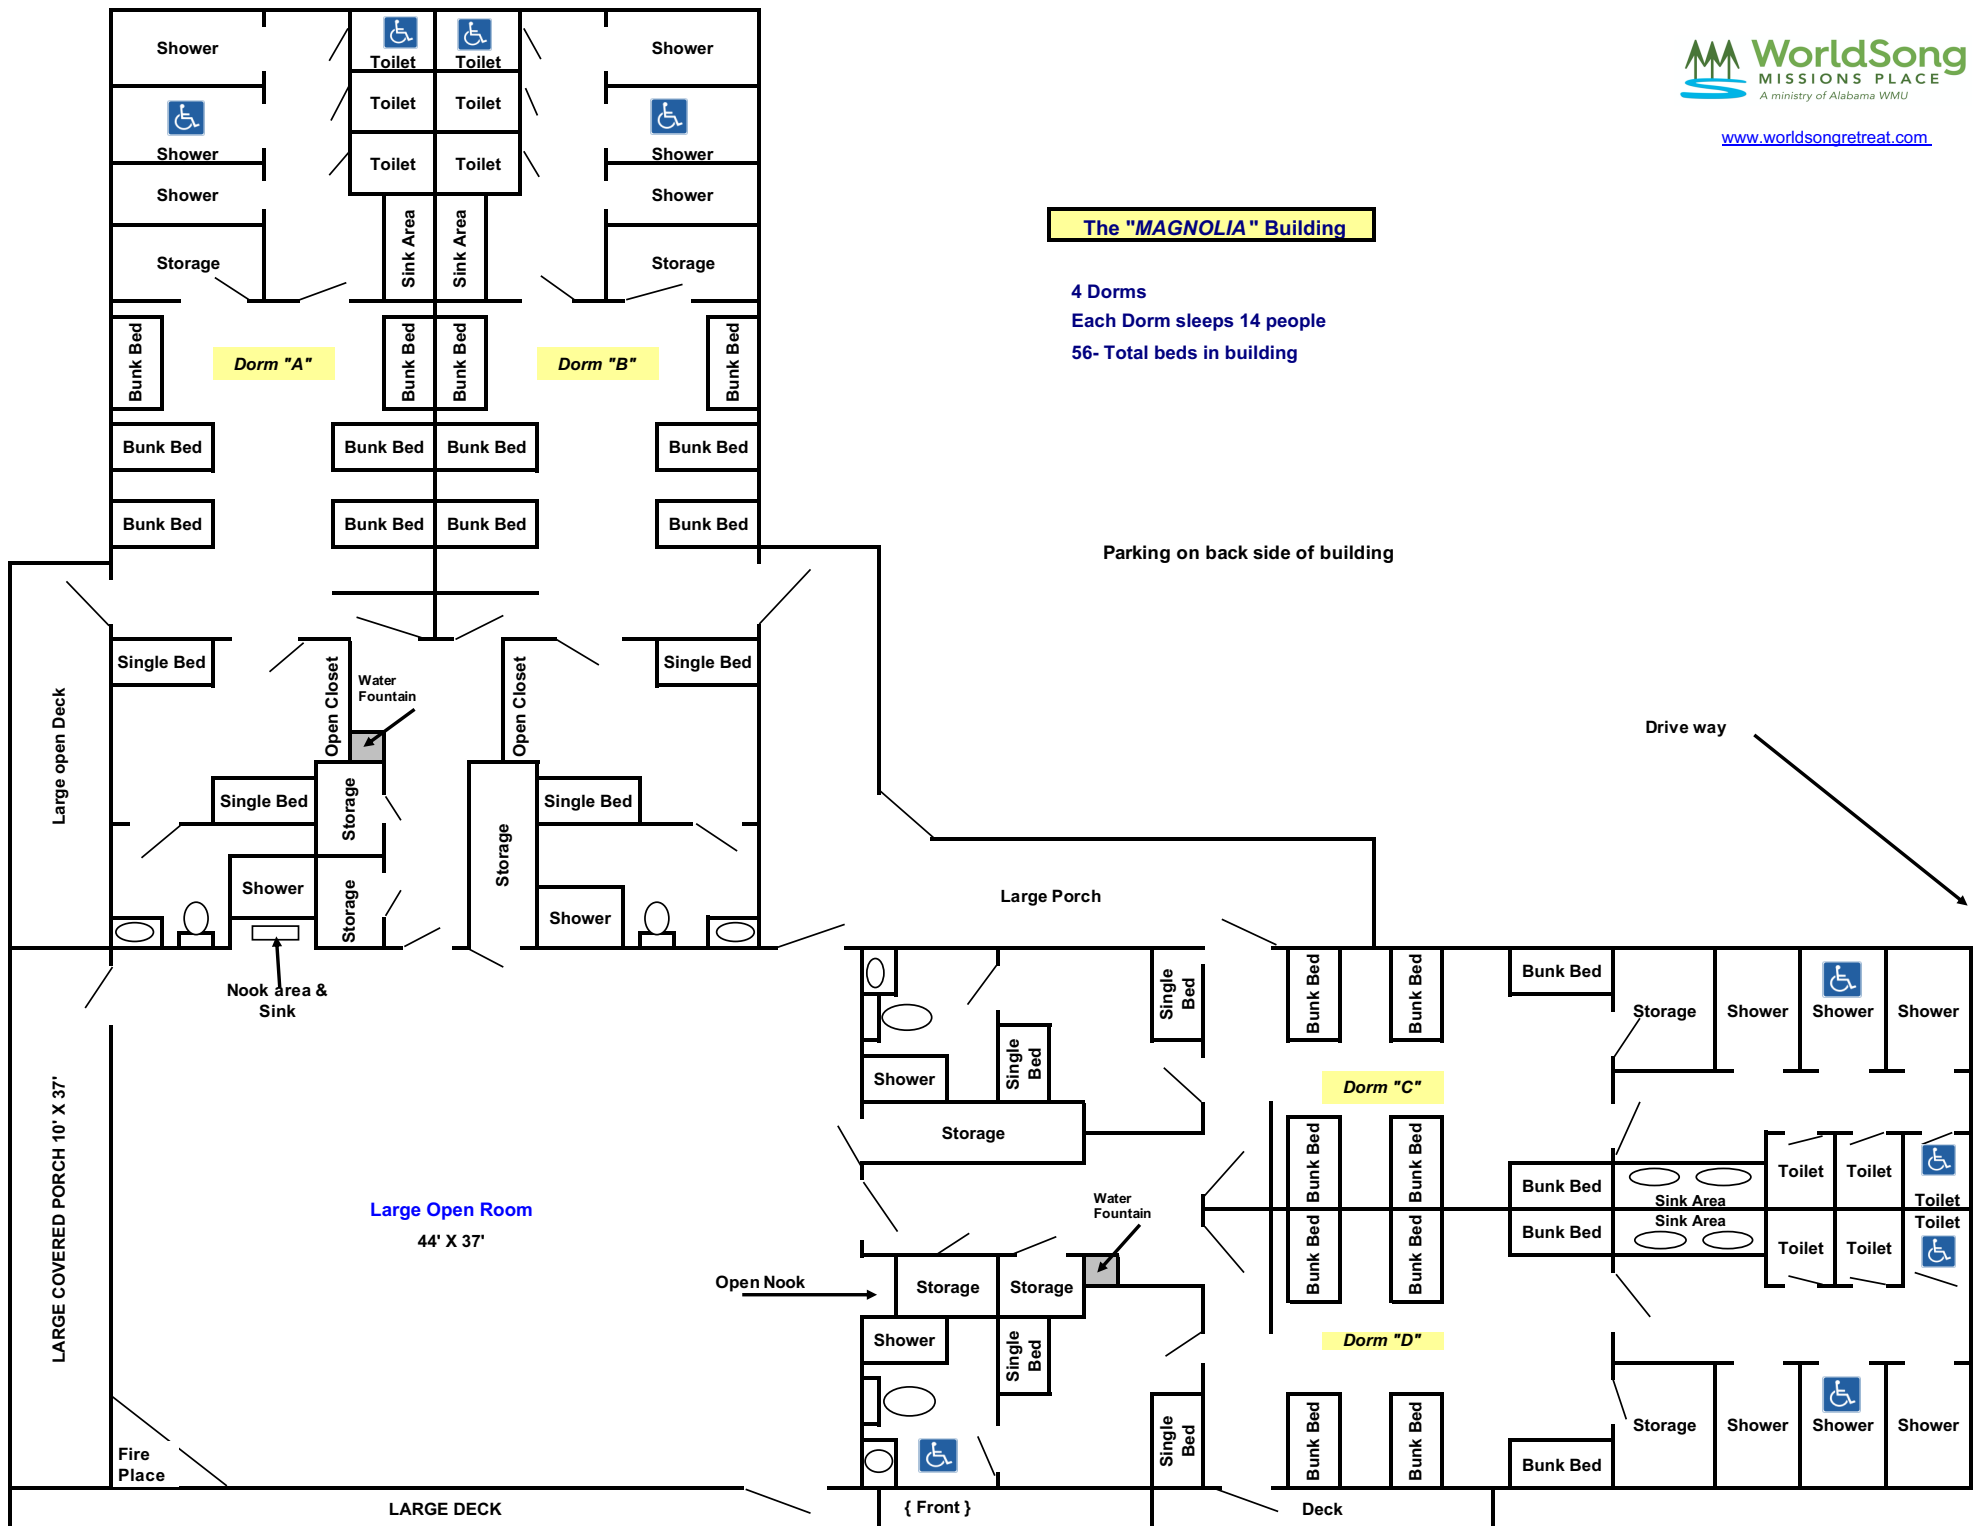 WorldSong
MISSIONS PLACE
A ministry of Alabama WMU
www.worldsongretreat.com
The "MAGNOLIA" Building
4 Dorms
Each Dorm sleeps 14 people
56- Total beds in building
Parking on back side of building
Drive way
Shower
Toilet
Toilet
Shower
Toilet
Toilet
Shower
Shower
Toilet
Toilet
Shower
Shower
Sink Area
Sink Area
Storage
Storage
Bunk Bed
Dorm "A"
Bunk Bed
Bunk Bed
Dorm "B"
Bunk Bed
Bunk Bed
Bunk Bed
Bunk Bed
Bunk Bed
Bunk Bed
Bunk Bed
Bunk Bed
Bunk Bed
Large open Deck
Single Bed
Open Closet
Water
Fountain
Open Closet
Single Bed
Single Bed
Storage
Storage
Single Bed
Shower
Storage
Shower
Nook area &
Sink
Large Porch
LARGE COVERED PORCH 10' X 37'
Large Open Room
44' X 37'
Open Nook
Fire
Place
LARGE DECK
{ Front }
Deck
Single
Bed
Single
Bed
Shower
Storage
Water
Fountain
Storage
Storage
Shower
Single
Bed
Single
Bed
Bunk Bed
Bunk Bed
Bunk Bed
Dorm "C"
Bunk Bed
Bunk Bed
Bunk Bed
Storage
Shower
Shower
Shower
Toilet
Toilet
Toilet
Sink Area
Sink Area
Toilet
Toilet
Toilet
Bunk Bed
Bunk Bed
Bunk Bed
Dorm "D"
Bunk Bed
Bunk Bed
Bunk Bed
Storage
Shower
Shower
Shower